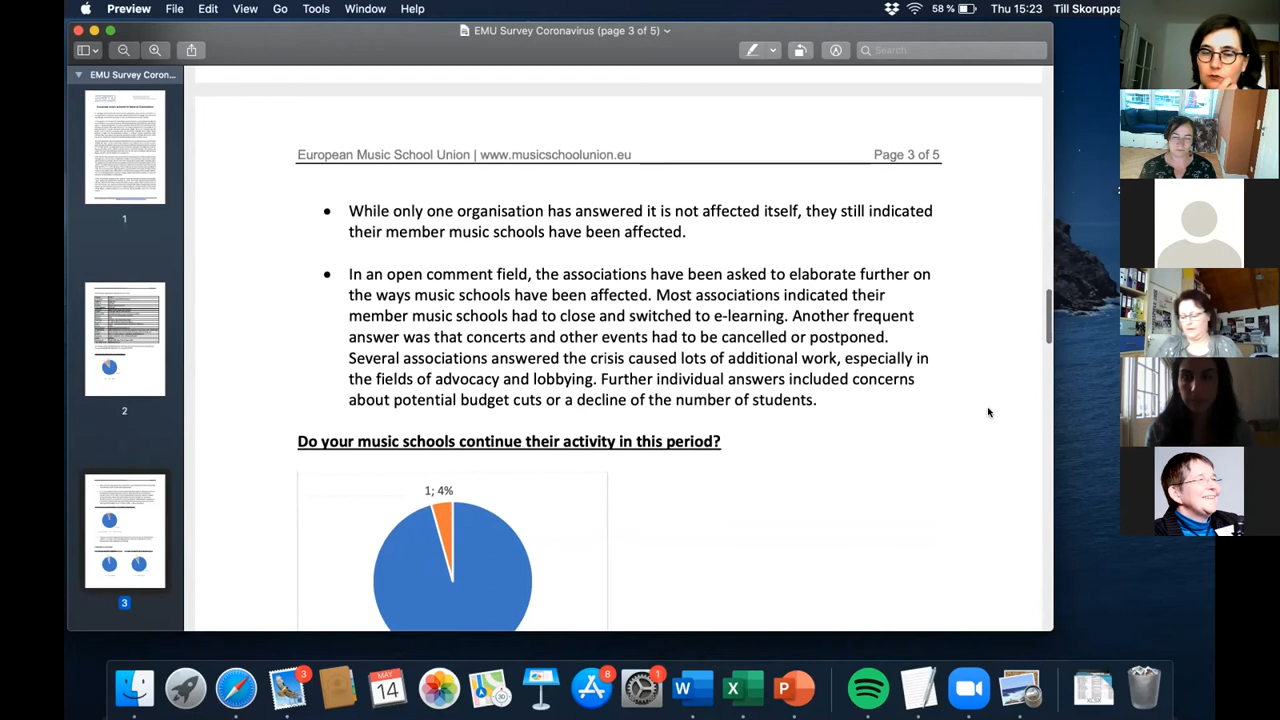 Preview File Edit View Go Tools Window Help 58 % Thu 15:23 Till Skoruppa
EMU Survey Coronavirus (page 3 of 5)
Search
EMU Survey Coron...
1
2
3
European Music School Union | www.musicschoolunion.eu Page 3 of 5
• While only one organisation has answered it is not affected itself, they still indicated
their member music schools have been affected.
• In an open comment field, the associations have been asked to elaborate further on
the ways music schools have been affected. Most associations indicated their
member music schools had to close and switched to e-learning. Another frequent
answer was that concerts and other events had to be cancelled or postponed.
Several associations answered the crisis caused lots of additional work, especially in
the fields of advocacy and lobbying. Further individual answers included concerns
about potential budget cuts or a decline of the number of students.
Do your music schools continue their activity in this period?
1; 4%
3
MAY
14
8
1
W
X
P
XLSX